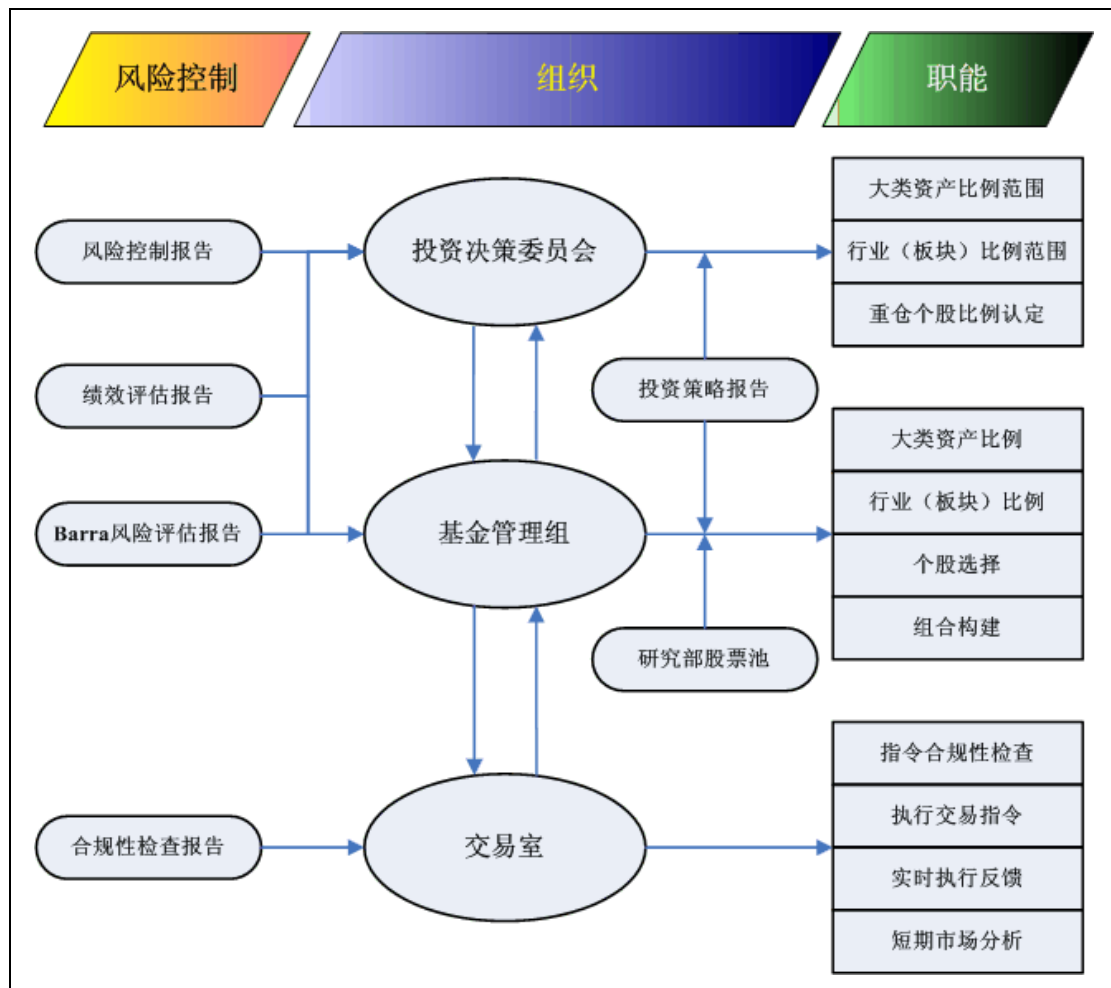 风险控制
组织
职能
风险控制报告
绩效评估报告
Barra风险评估报告
合规性检查报告
投资决策委员会
基金管理组
交易室
投资策略报告
研究部股票池
大类资产比例范围
行业（板块）比例范围
重仓个股比例认定
大类资产比例
行业（板块）比例
个股选择
组合构建
指令合规性检查
执行交易指令
实时执行反馈
短期市场分析